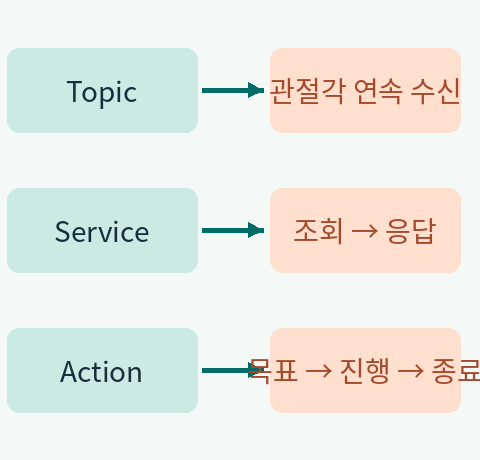 Topic
관절각 연속 수신
Service
조회 → 응답
Action
목표 → 진행 → 종료